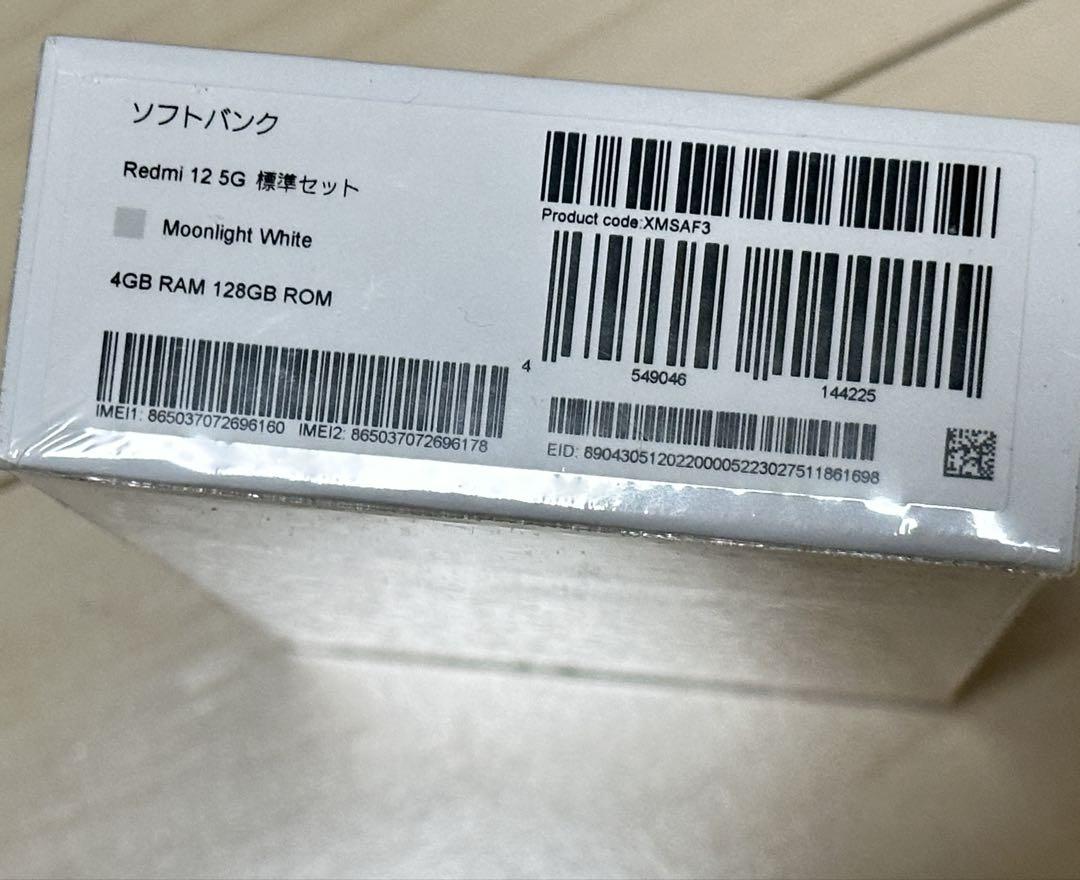 ソフトバンク
Redmi 12 5G 標準セット
Moonlight White
4GB RAM 128GB ROM
IMEI1: 865037072696160 IMEI2: 865037072696178
Product code:XMSAF3
4 549046 144225
EID: 89043051202200005223027511861698